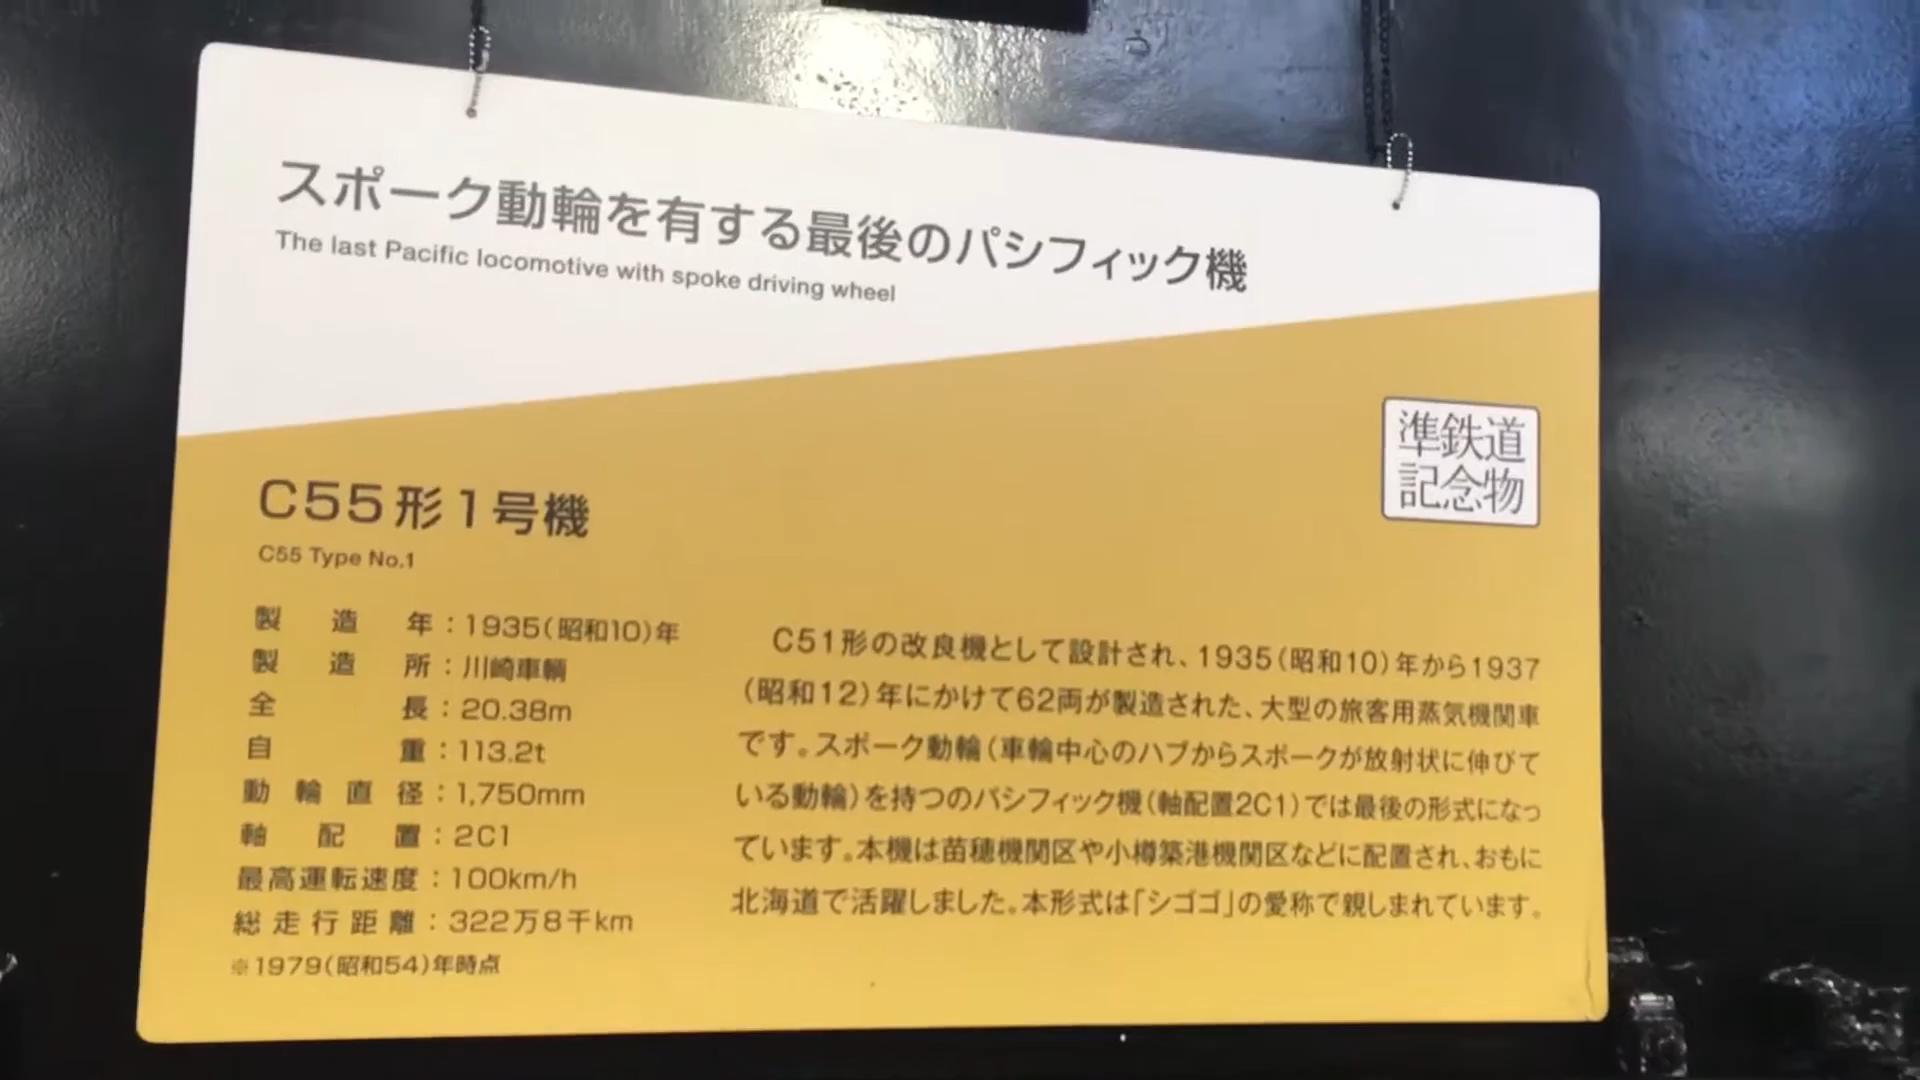 スポーク動輪を有する最後のパシフィック機
The last Pacific locomotive with spoke driving wheel
準鉄道
記念物
C55形1号機
C55 Type No.1
製造年：1935(昭和10)年
製造所：川崎車輌
全長：20.38m
自重：113.2t
動輪直径：1,750mm
軸配置：2C1
最高運転速度：100km/h
総走行距離：322万8千km
※1979(昭和54)年時点
C51形の改良機として設計され、1935(昭和10)年から1937
(昭和12)年にかけて62両が製造された、大型の旅客用蒸気機関車
です。スポーク動輪(車輪中心のハブからスポークが放射状に伸びて
いる動輪)を持つのパシフィック機(軸配置2C1)では最後の形式になっ
ています。本機は苗穂機関区や小樽築港機関区などに配置され、おもに
北海道で活躍しました。本形式は「シゴゴ」の愛称で親しまれています。